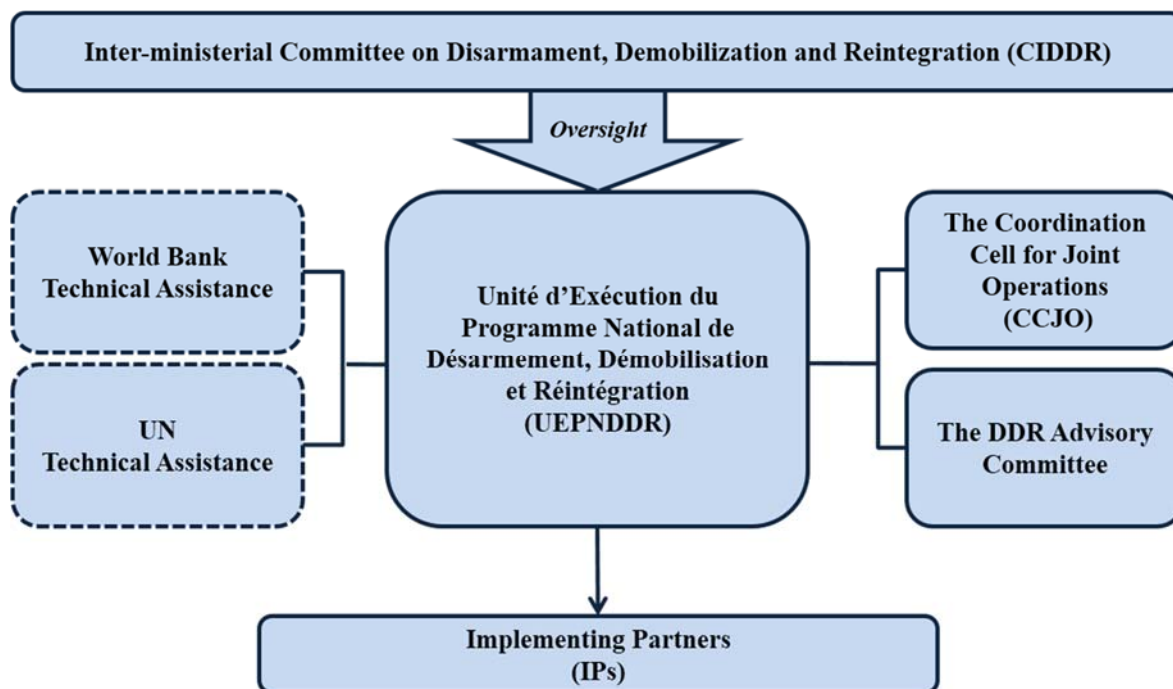 Inter-ministerial Committee on Disarmament, Demobilization and Reintegration (CIDDR)
Oversight
World Bank
Technical Assistance
UN
Technical Assistance
Unité d’Exécution du
Programme National de
Désarmement, Démobilisation
et Réintégration
(UEPNDDR)
The Coordination
Cell for Joint
Operations
(CCJO)
The DDR Advisory
Committee
Implementing Partners
(IPs)